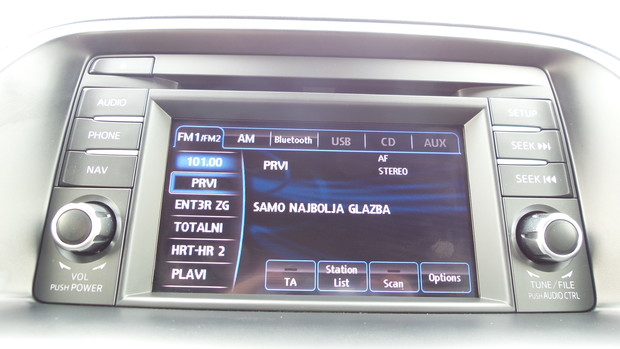 AUDIO
PHONE
NAV
VOL
PUSH POWER
FM1/FM2 AM Bluetooth USB CD AUX
101.00
PRVI
ENT3R ZG
TOTALNI
HRT-HR 2
PLAVI
PRVI
AF
STEREO
SAMO NAJBOLJA GLAZBA
TA
Station
List
Scan
Options
SETUP
SEEK
SEEK
TUNE/FILE
PUSH AUDIO CTRL